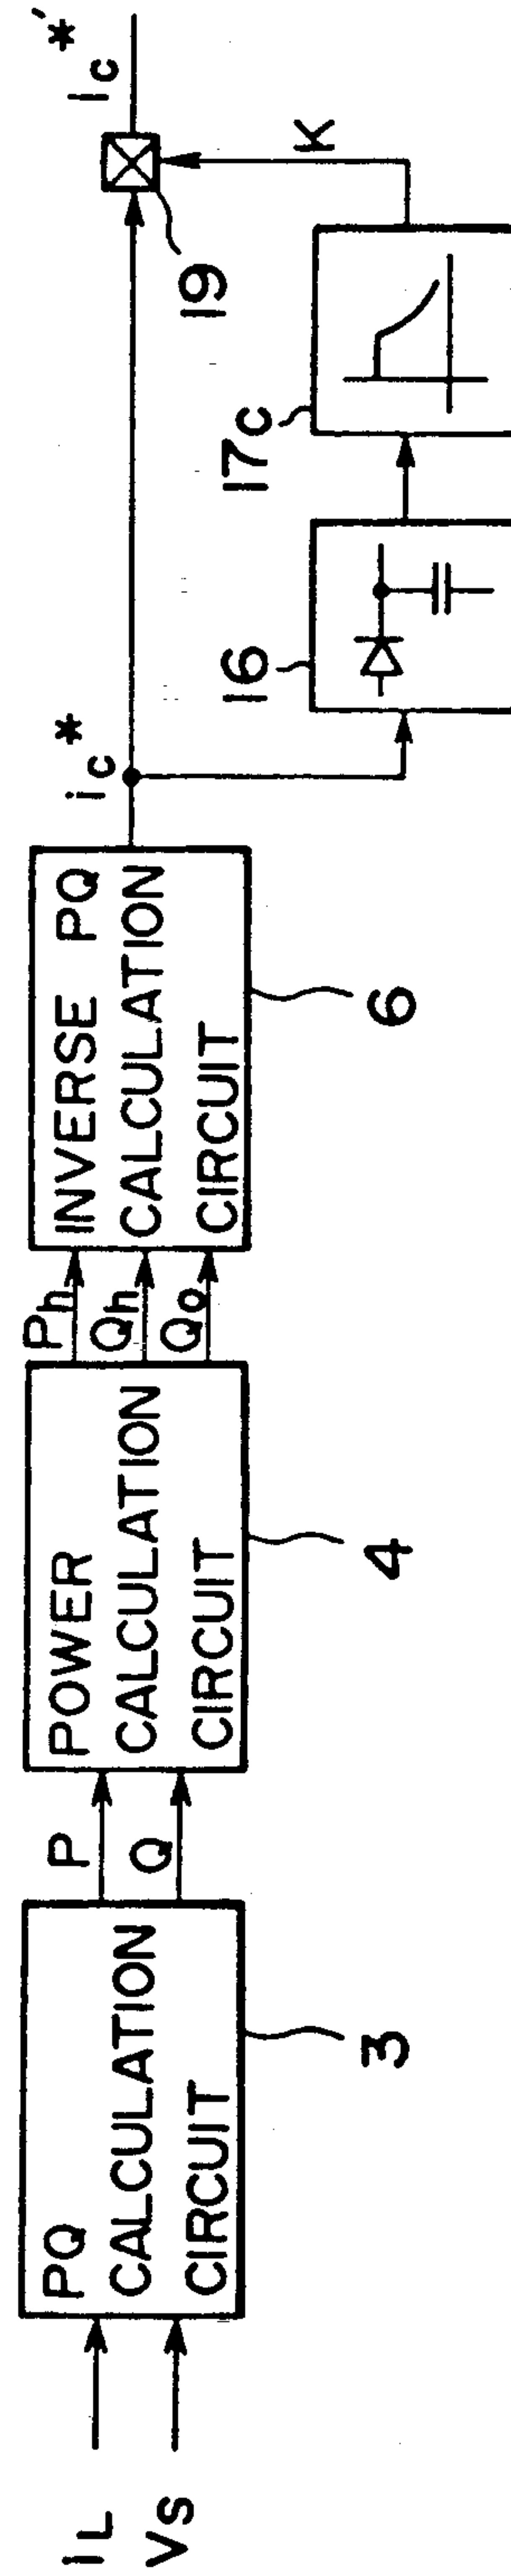 iL
Vs
PQ
CALCULATION
CIRCUIT
3
P
Q
POWER
CALCULATION
CIRCUIT
4
Ph
Qh
Qo
INVERSE PQ
CALCULATION
CIRCUIT
6
ic*
16
17c
K
19
ic*'